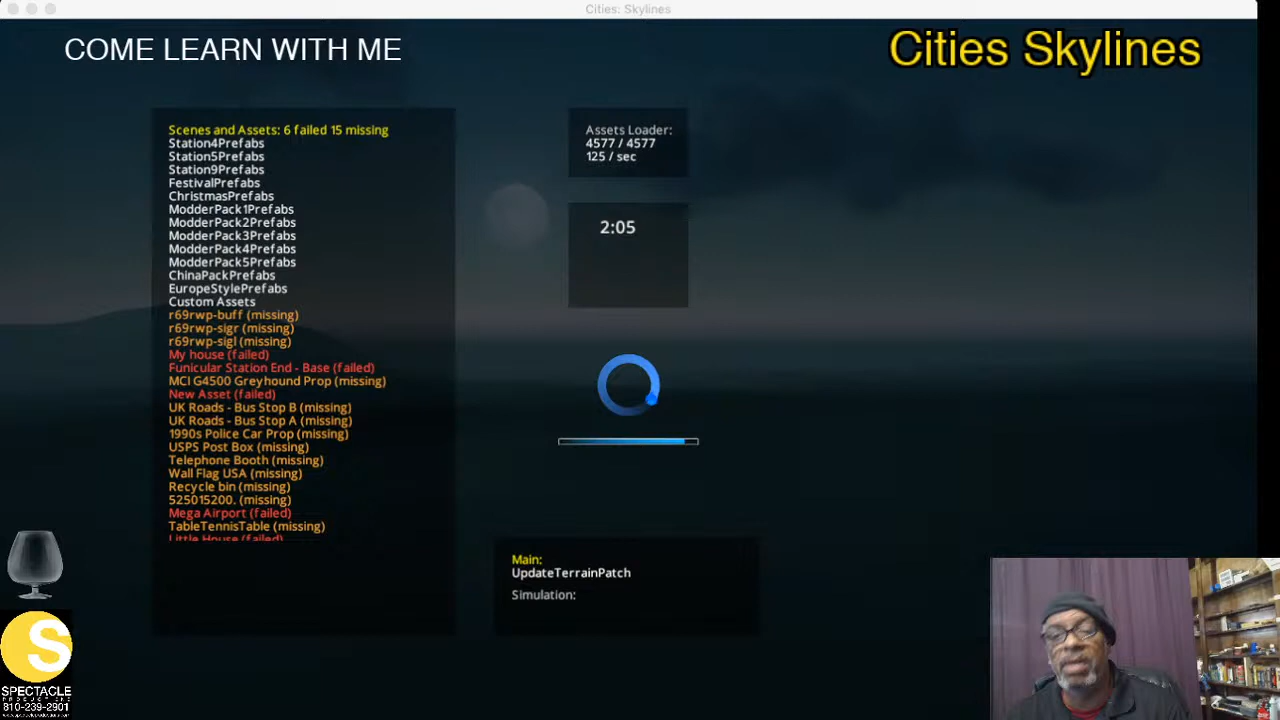 Cities: Skylines
COME LEARN WITH ME
Cities Skylines
Scenes and Assets: 6 failed 15 missing
Station4Prefabs
Station5Prefabs
Station9Prefabs
FestivalPrefabs
ChristmasPrefabs
ModderPack1Prefabs
ModderPack2Prefabs
ModderPack3Prefabs
ModderPack4Prefabs
ModderPack5Prefabs
ChinaPackPrefabs
EuropeStylePrefabs
Custom Assets
r69rwp-buff (missing)
r69rwp-sigr (missing)
r69rwp-sigl (missing)
My house (failed)
Funicular Station End - Base (failed)
MCI G4500 Greyhound Prop (missing)
New Asset (failed)
UK Roads - Bus Stop B (missing)
UK Roads - Bus Stop A (missing)
1990s Police Car Prop (missing)
USPS Post Box (missing)
Telephone Booth (missing)
Wall Flag USA (missing)
Recycle bin (missing)
525015200. (missing)
Mega Airport (failed)
TableTennisTable (missing)
Little House (failed)
Assets Loader:
4577 / 4577
125 / sec
2:05
Main:
UpdateTerrainPatch
Simulation:
S
SPECTACLE
810-239-2901